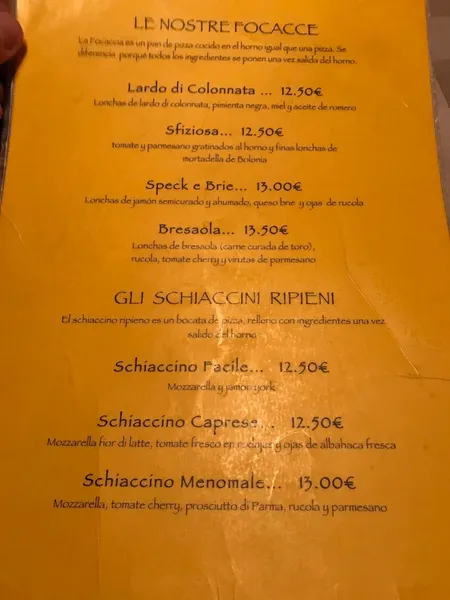 LE NOSTRE FOCACCE
La Focaccia es un pan de pizza cocido en el horno igual que una pizza. Se
diferencia porque todos los ingredientes se ponen una vez salida del horno.
Lardo di Colonnata ... 12.50€
Lonchas de lardo di colonnata, pimienta negra, miel y aceite de romero
Sfiziosa... 12.50€
tomate y parmesano gratinados al horno y finas lonchas de
mortadella de Bolonia
Speck e Brie... 13.00€
Lonchas de jamón semicurado y ahumado, queso brie y ojas de rucola
Bresaola... 13.50€
Lonchas de bresaola (carne curada de toro),
rucola, tomate cherry y virutas de parmesano
GLI SCHIACCINI RIPIENI
El schiaccino ripieno es un bocata de pizza, relleno con ingredientes una vez
salido del horno
Schiaccino Facile... 12.50€
Mozzarella y jamon york
Schiaccino Caprese... 12.50€
Mozzarella fior di latte, tomate fresco en rodajas y ojas de albahaca fresca
Schiaccino Menomale... 13.00€
Mozzarella, tomate cherry, prosciutto di Parma, rucola y parmesano